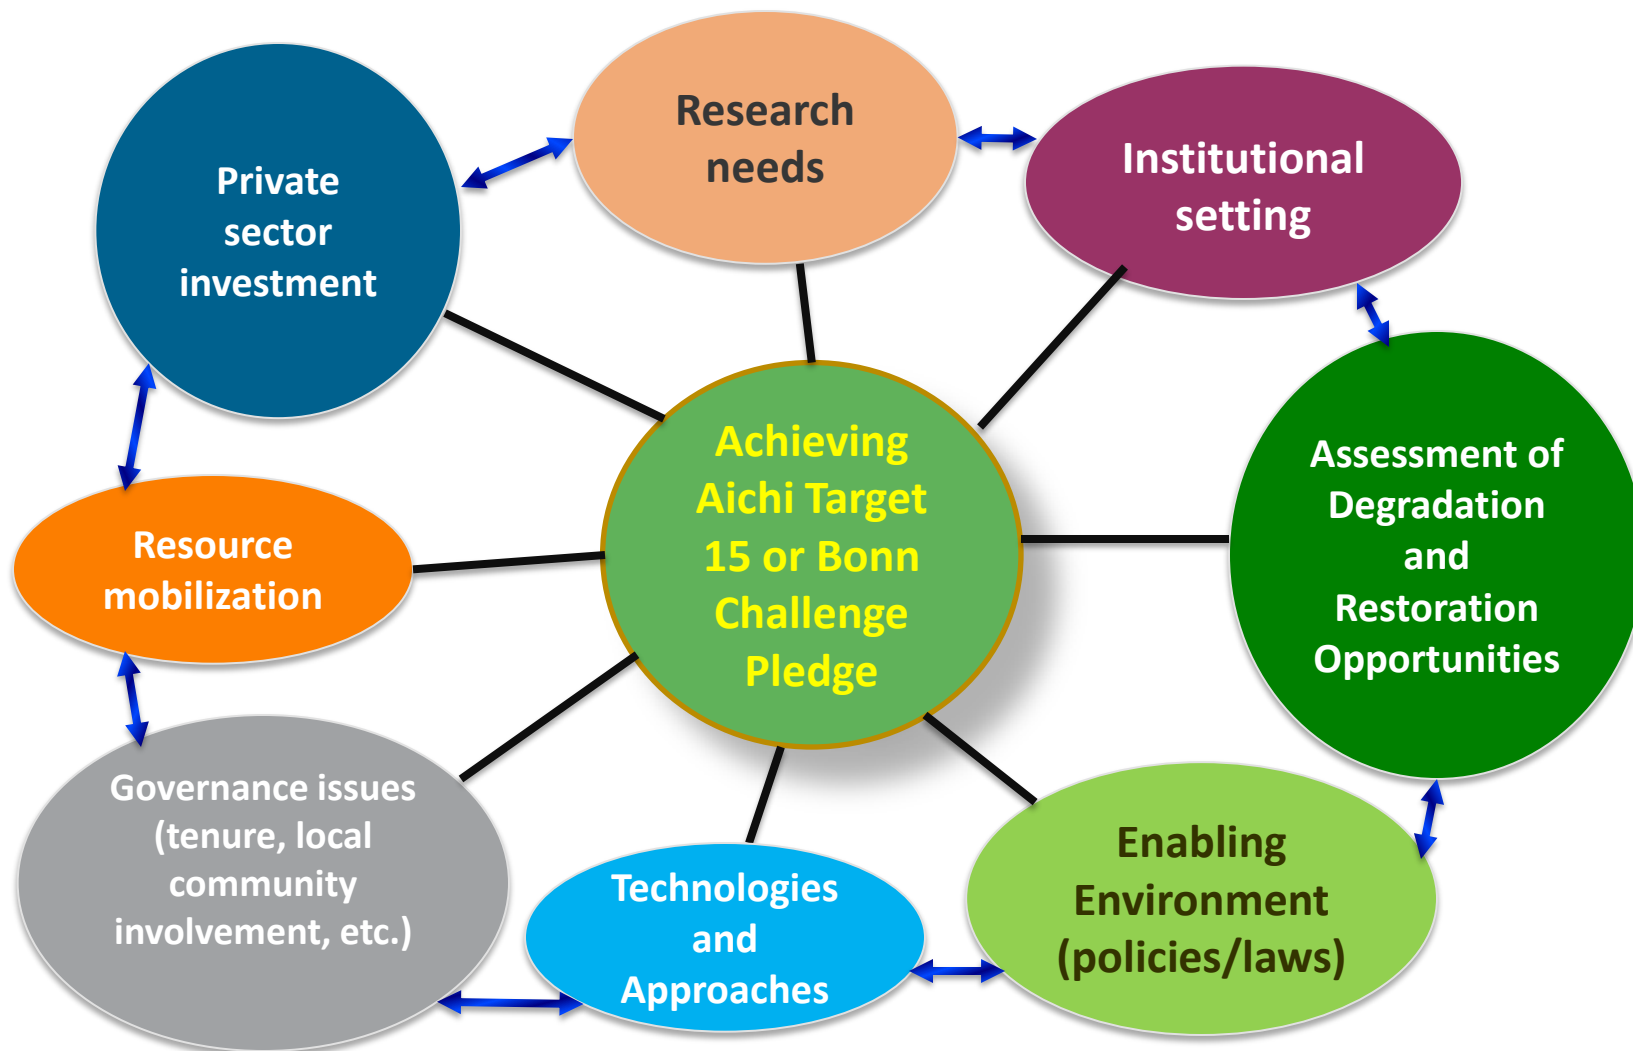 Research
needs
Institutional
setting
Private
sector
investment
Achieving
Aichi Target
15 or Bonn
Challenge
Pledge
Assessment of
Degradation
and
Restoration
Opportunities
Resource
mobilization
Governance issues
(tenure, local
community
involvement, etc.)
Technologies
and
Approaches
Enabling
Environment
(policies/laws)